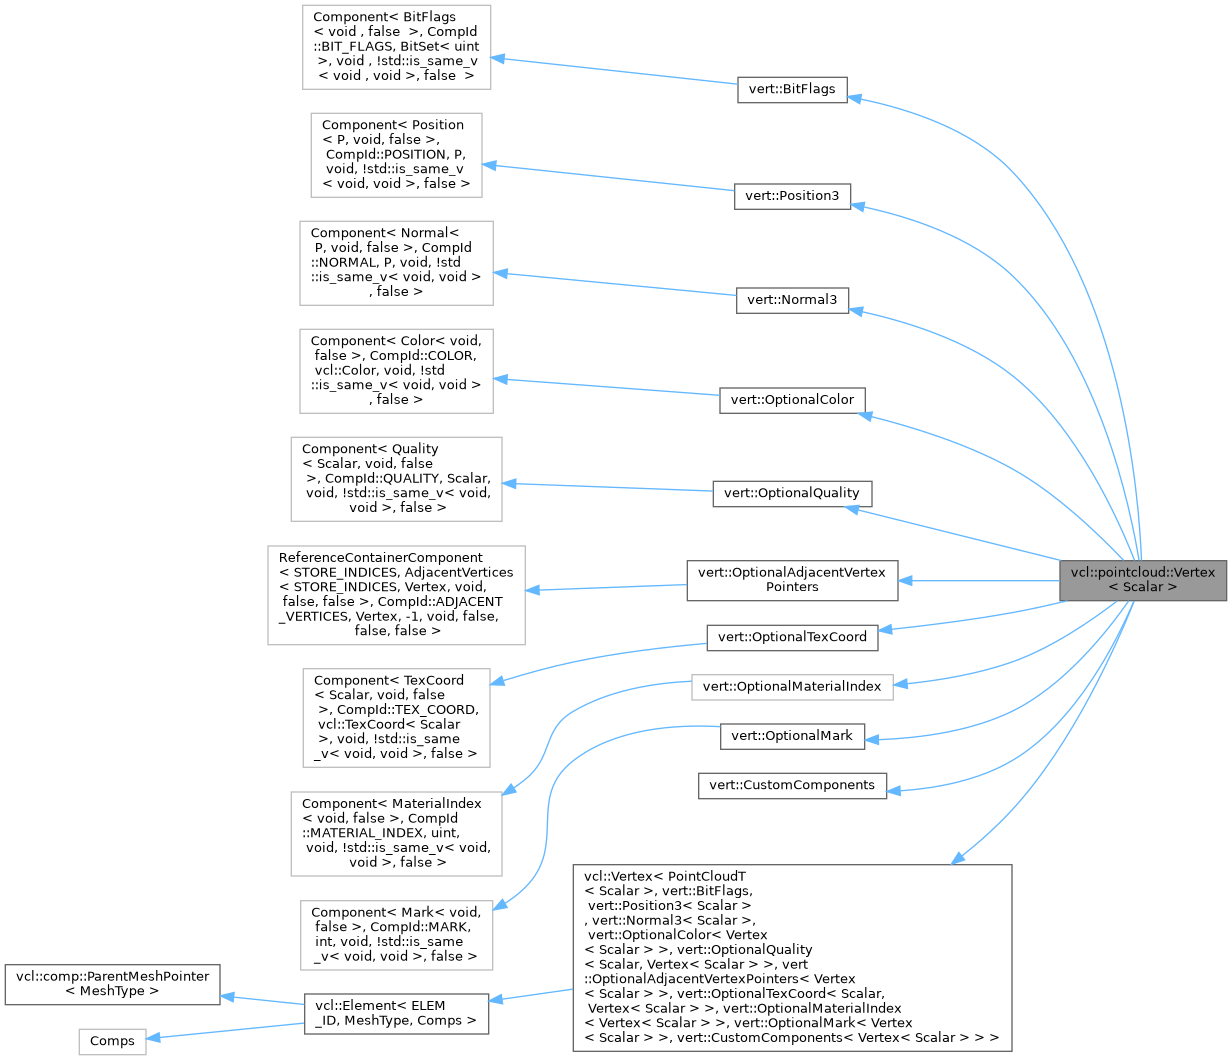 Component< BitFlags
< void , false  >, CompId
::BIT_FLAGS, BitSet< uint
>, void , !std::is_same_v
< void , void >, false  >
vert::BitFlags
Component< Position
< P, void, false >,
CompId::POSITION, P,
void, !std::is_same_v
< void, void >, false >
vert::Position3
Component< Normal<
P, void, false >, CompId
::NORMAL, P, void, !std
::is_same_v< void, void >
, false >
vert::Normal3
Component< Color< void,
false >, CompId::COLOR,
vcl::Color, void, !std
::is_same_v< void, void >
, false >
vert::OptionalColor
Component< Quality
< Scalar, void, false
>, CompId::QUALITY, Scalar,
void, !std::is_same_v< void,
void >, false >
vert::OptionalQuality
ReferenceContainerComponent
< STORE_INDICES, AdjacentVertices
< STORE_INDICES, Vertex, void,
false, false >, CompId::ADJACENT
_VERTICES, Vertex, -1, void, false,
false, false >
vert::OptionalAdjacentVertex
Pointers
vcl::pointcloud::Vertex
< Scalar >
vert::OptionalTexCoord
Component< TexCoord
< Scalar, void, false
>, CompId::TEX_COORD,
vcl::TexCoord< Scalar
>, void, !std::is_same
_v< void, void >, false >
vert::OptionalMaterialIndex
vert::OptionalMark
vert::CustomComponents
Component< MaterialIndex
< void, false >, CompId
::MATERIAL_INDEX, uint,
void, !std::is_same_v< void,
void >, false >
Component< Mark< void,
false >, CompId::MARK,
int, void, !std::is_same
_v< void, void >, false >
vcl::Vertex< PointCloudT
< Scalar >, vert::BitFlags,
vert::Position3< Scalar >
, vert::Normal3< Scalar >,
vert::OptionalColor< Vertex
< Scalar > >, vert::OptionalQuality
< Scalar, Vertex< Scalar > >, vert
::OptionalAdjacentVertexPointers< Vertex
< Scalar > >, vert::OptionalTexCoord< Scalar,
Vertex< Scalar > >, vert::OptionalMaterialIndex
< Vertex< Scalar > >, vert::OptionalMark< Vertex
< Scalar > >, vert::CustomComponents< Vertex< Scalar > > >
vcl::comp::ParentMeshPointer
< MeshType >
vcl::Element< ELEM
_ID, MeshType, Comps >
Comps